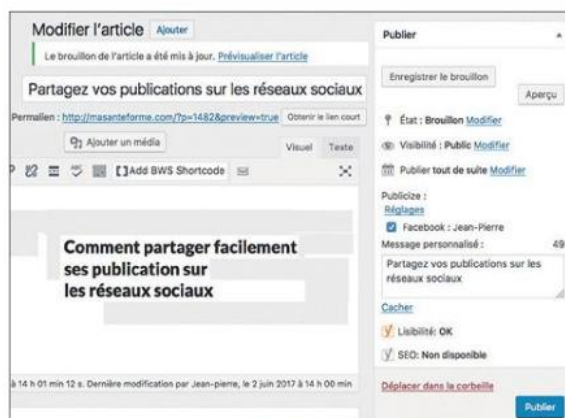 Modifier l'article Ajouter
Le brouillon de l'article a été mis à jour. Prévisualiser l'article
Partagez vos publications sur les réseaux sociaux
Permalien : http://masanteforme.com/?p=1482&preview=true Obtenir le lien court
Ajouter un média
Visuel Texte
[ ]Add BWS Shortcode
Comment partager facilement
ses publication sur
les réseaux sociaux
à 14 h 01 min 12 s. Dernière modification par Jean-pierre, le 2 juin 2017 à 14 h 00 min
Publier
Enregistrer le brouillon
Aperçu
État : Brouillon Modifier
Visibilité : Public Modifier
Publier tout de suite Modifier
Publicize :
Réglages
Facebook : Jean-Pierre
Message personnalisé : 49
Partagez vos publications sur les
réseaux sociaux
Cacher
Lisibilité: OK
SEO: Non disponible
Déplacer dans la corbeille
Publier